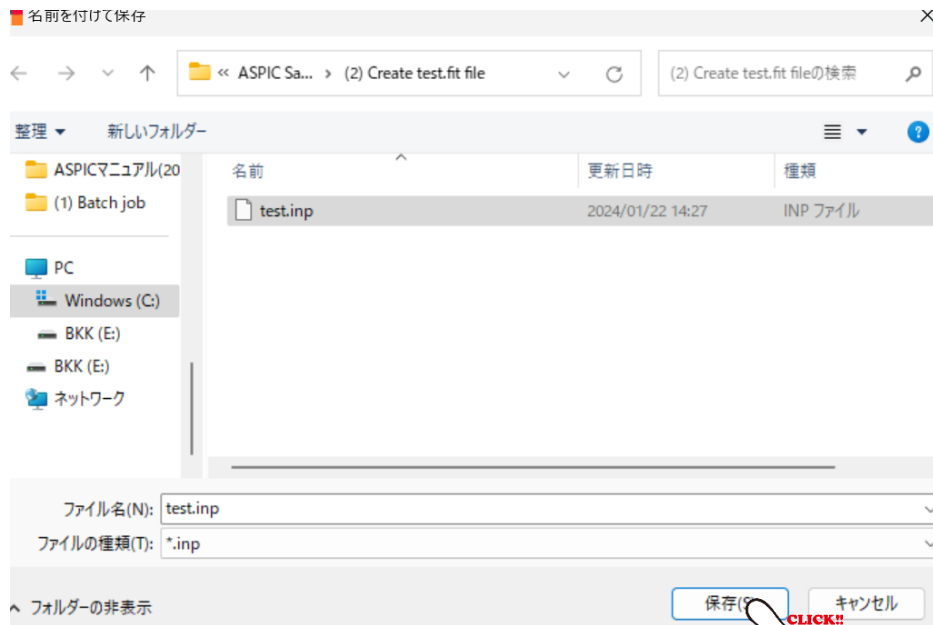 名前を付けて保存
« ASPIC Sa... › (2) Create test.fit file
(2) Create test.fit fileの検索
整理
新しいフォルダー
ASPICマニュアル(20
(1) Batch job
PC
Windows (C:)
BKK (E:)
BKK (E:)
ネットワーク
名前 更新日時 種類
test.inp 2024/01/22 14:27 INP ファイル
ファイル名(N): test.inp
ファイルの種類(T): *.inp
フォルダーの非表示
保存(S
キャンセル
CLICK!!